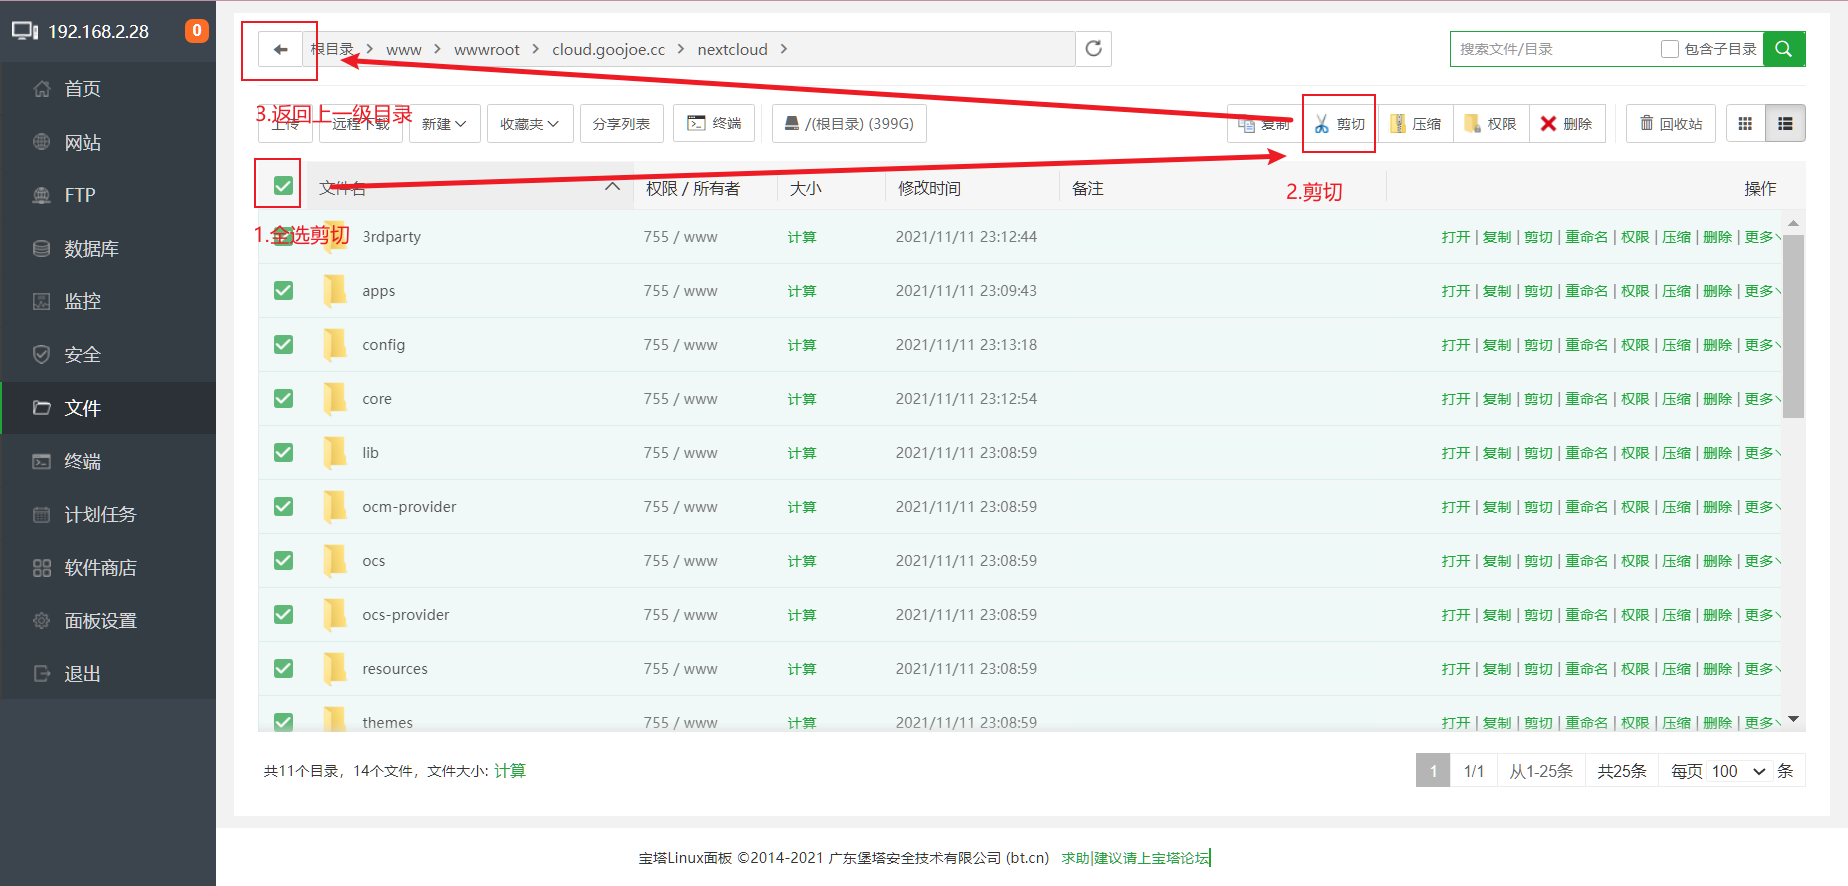 192.168.2.28
0
首页
网站
FTP
数据库
监控
安全
文件
终端
计划任务
软件商店
面板设置
退出
根目录 www wwwroot cloud.goojoe.cc nextcloud
搜索文件/目录 包含子目录
3.返回上一级目录
上传 远程下载 新建 收藏夹 分享列表 终端 /(根目录) (399G) 复制 剪切 压缩 权限 删除 回收站
文件名 权限 / 所有者 大小 修改时间 备注 操作
2.剪切
1.全选剪切
3rdparty 755 / www 计算 2021/11/11 23:12:44 打开 | 复制 | 剪切 | 重命名 | 权限 | 压缩 | 删除 | 更多
apps 755 / www 计算 2021/11/11 23:09:43 打开 | 复制 | 剪切 | 重命名 | 权限 | 压缩 | 删除 | 更多
config 755 / www 计算 2021/11/11 23:13:18 打开 | 复制 | 剪切 | 重命名 | 权限 | 压缩 | 删除 | 更多
core 755 / www 计算 2021/11/11 23:12:54 打开 | 复制 | 剪切 | 重命名 | 权限 | 压缩 | 删除 | 更多
lib 755 / www 计算 2021/11/11 23:08:59 打开 | 复制 | 剪切 | 重命名 | 权限 | 压缩 | 删除 | 更多
ocm-provider 755 / www 计算 2021/11/11 23:08:59 打开 | 复制 | 剪切 | 重命名 | 权限 | 压缩 | 删除 | 更多
ocs 755 / www 计算 2021/11/11 23:08:59 打开 | 复制 | 剪切 | 重命名 | 权限 | 压缩 | 删除 | 更多
ocs-provider 755 / www 计算 2021/11/11 23:08:59 打开 | 复制 | 剪切 | 重命名 | 权限 | 压缩 | 删除 | 更多
resources 755 / www 计算 2021/11/11 23:08:59 打开 | 复制 | 剪切 | 重命名 | 权限 | 压缩 | 删除 | 更多
themes 755 / www 计算 2021/11/11 23:08:59 打开 | 复制 | 剪切 | 重命名 | 权限 | 压缩 | 删除 | 更多
共11个目录，14个文件，文件大小: 计算
1 1/1 从1-25条 共25条 每页 100 条
宝塔Linux面板 ©2014-2021 广东堡塔安全技术有限公司 (bt.cn) 求助|建议请上宝塔论坛